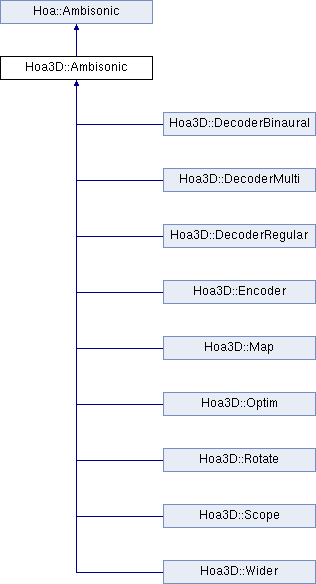 Hoa::Ambisonic
Hoa3D::Ambisonic
Hoa3D::DecoderBinaural
Hoa3D::DecoderMulti
Hoa3D::DecoderRegular
Hoa3D::Encoder
Hoa3D::Map
Hoa3D::Optim
Hoa3D::Rotate
Hoa3D::Scope
Hoa3D::Wider